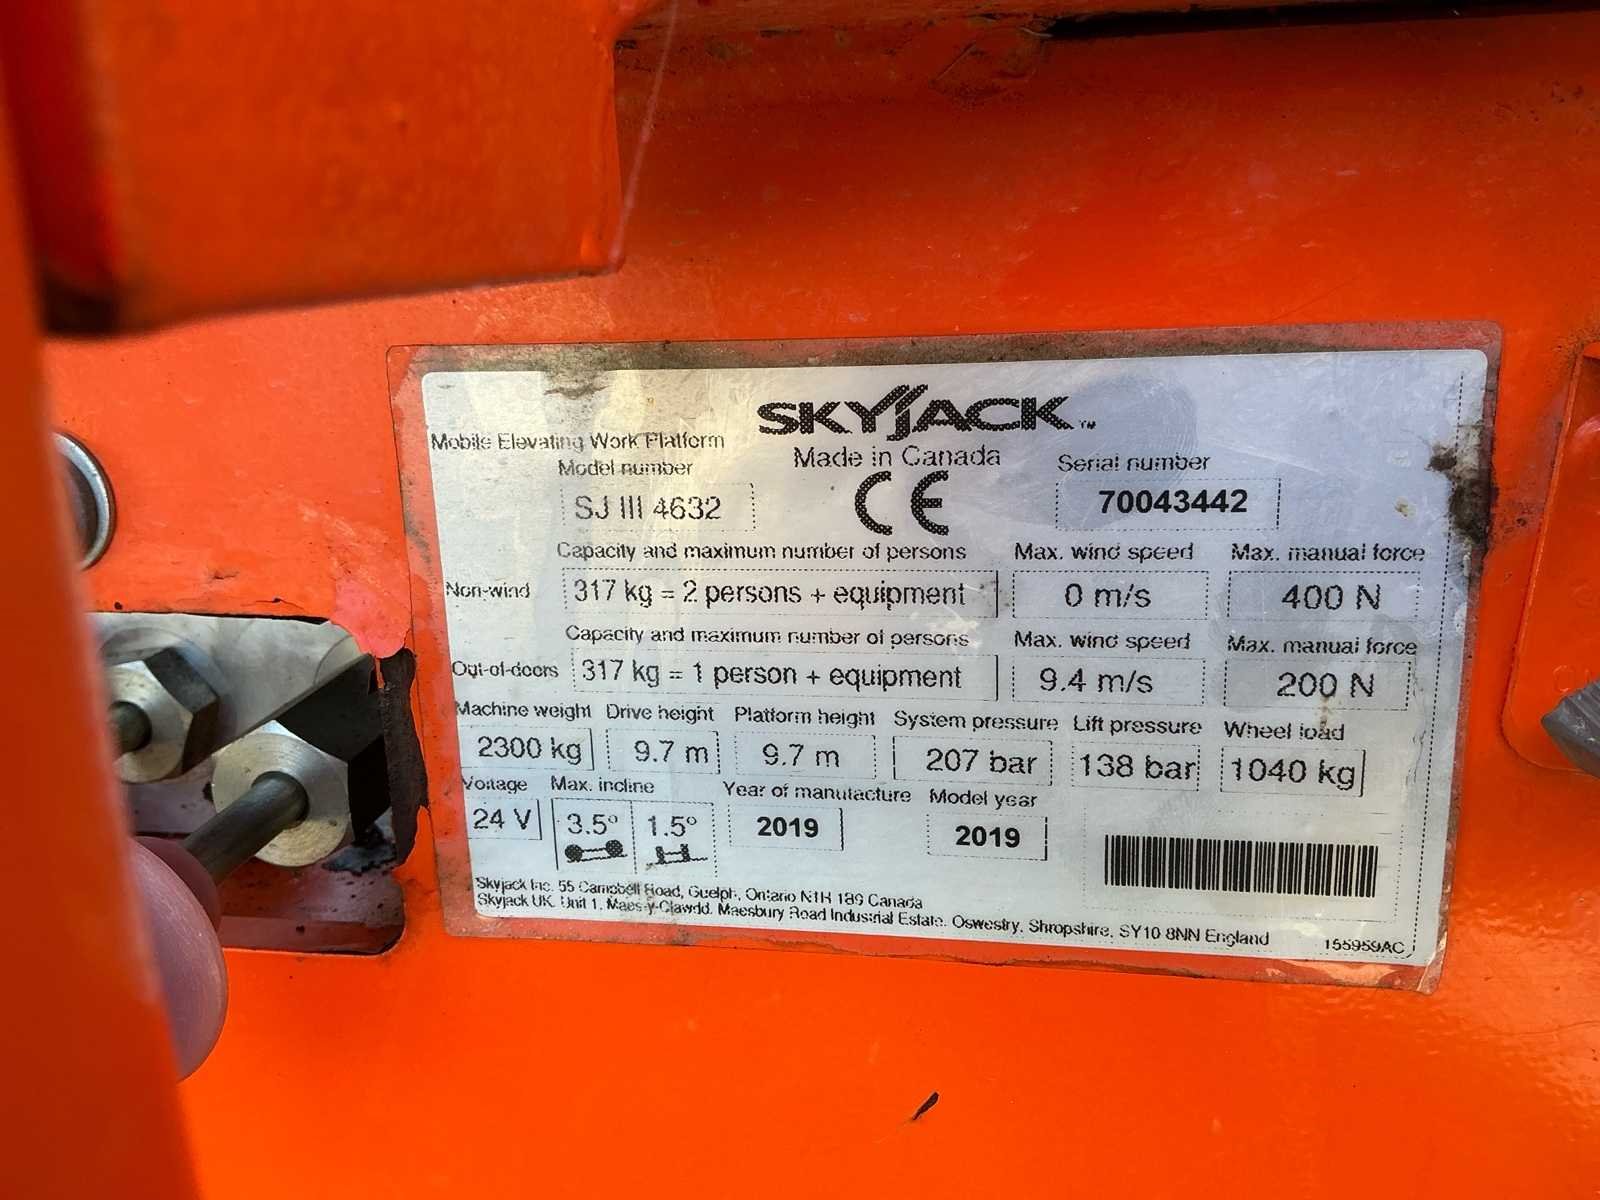 SKYJACK™
Mobile Elevating Work Platform
Made in Canada
Model number
Serial number
SJ III 4632
CE
70043442
Capacity and maximum number of persons Max. wind speed Max. manual force
Non-wind 317 kg = 2 persons + equipment 0 m/s 400 N
Capacity and maximum number of persons Max. wind speed Max. manual force
Out-of-doors 317 kg = 1 person + equipment 9.4 m/s 200 N
Machine weight Drive height Platform height System pressure Lift pressure Wheel load
2300 kg 9.7 m 9.7 m 207 bar 138 bar 1040 kg
Voltage Max. incline Year of manufacture Model year
24 V 3.5° 1.5° 2019 2019
Skyjack Inc. 55 Campbell Road, Guelph, Ontario N1H 1B9 Canada
Skyjack UK. Unit 1, Maes-y-Clawdd. Maesbury Road Industrial Estate. Oswestry, Shropshire, SY10 8NN England
155959AC